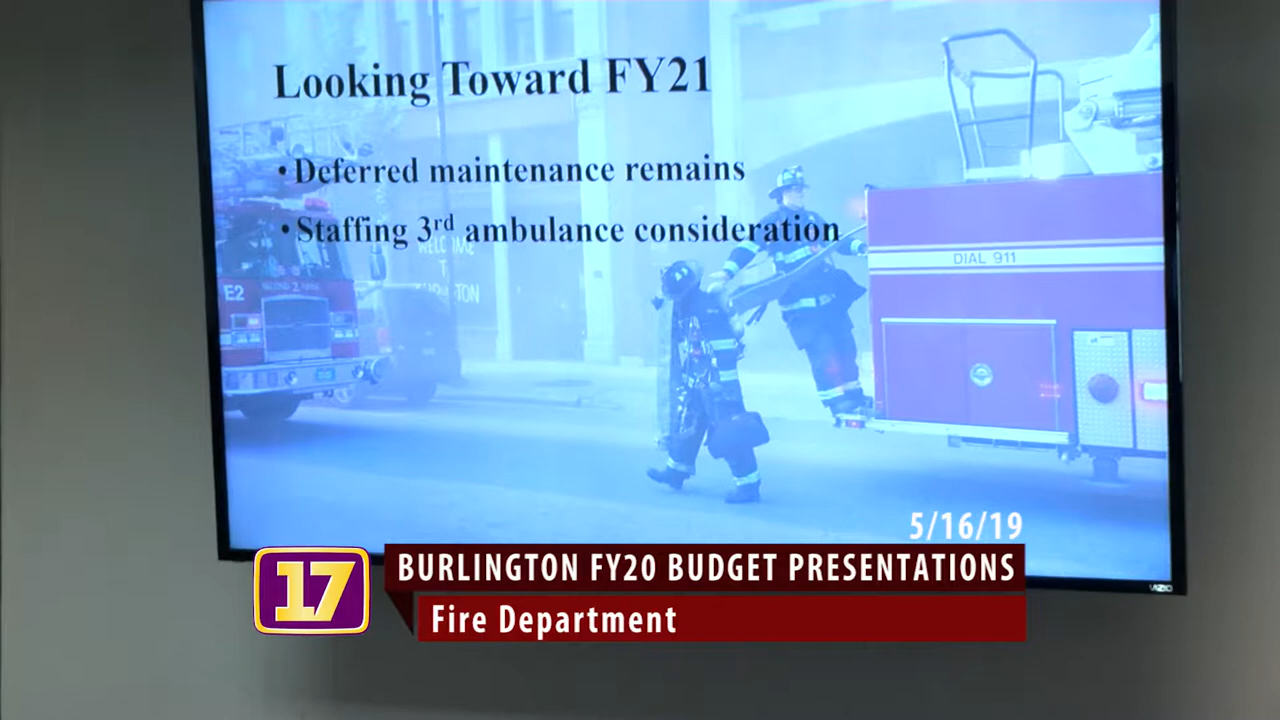 Looking Toward FY21
• Deferred maintenance remains
• Staffing 3rd ambulance consideration
DIAL 911
E2
5/16/19
17
BURLINGTON FY20 BUDGET PRESENTATIONS
Fire Department
VIZIO